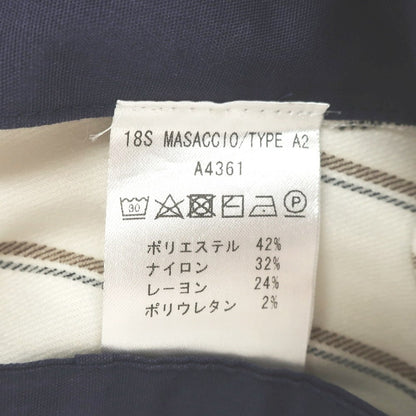 18S MASACCIO/TYPE A2
A4361
30
P
ポリエステル 42%
ナイロン 32%
レーヨン 24%
ポリウレタン 2%